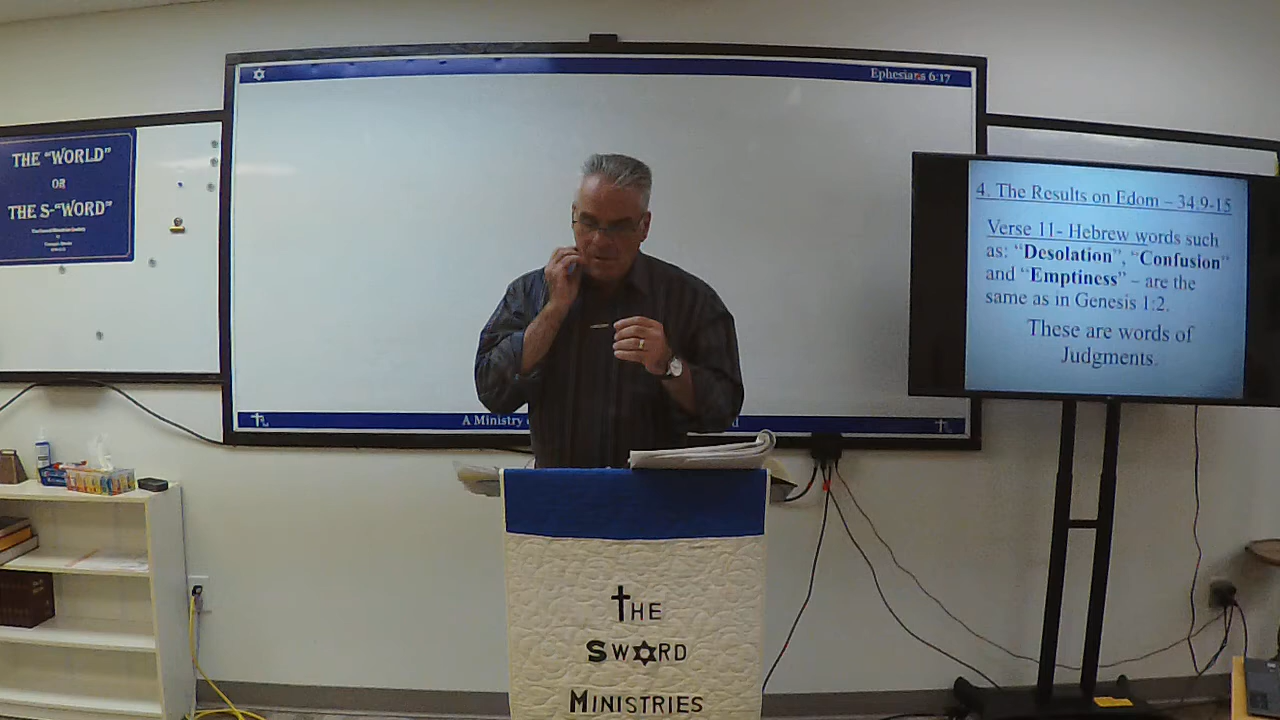 THE "WORLD"
OR
THE S-"WORD"
Ephesians 6:17
A Ministry
4. The Results on Edom – 34.9-15
Verse 11- Hebrew words such
as: "Desolation", "Confusion"
and "Emptiness" – are the
same as in Genesis 1:2.
These are words of
Judgments.
THE
SWORD
MINISTRIES